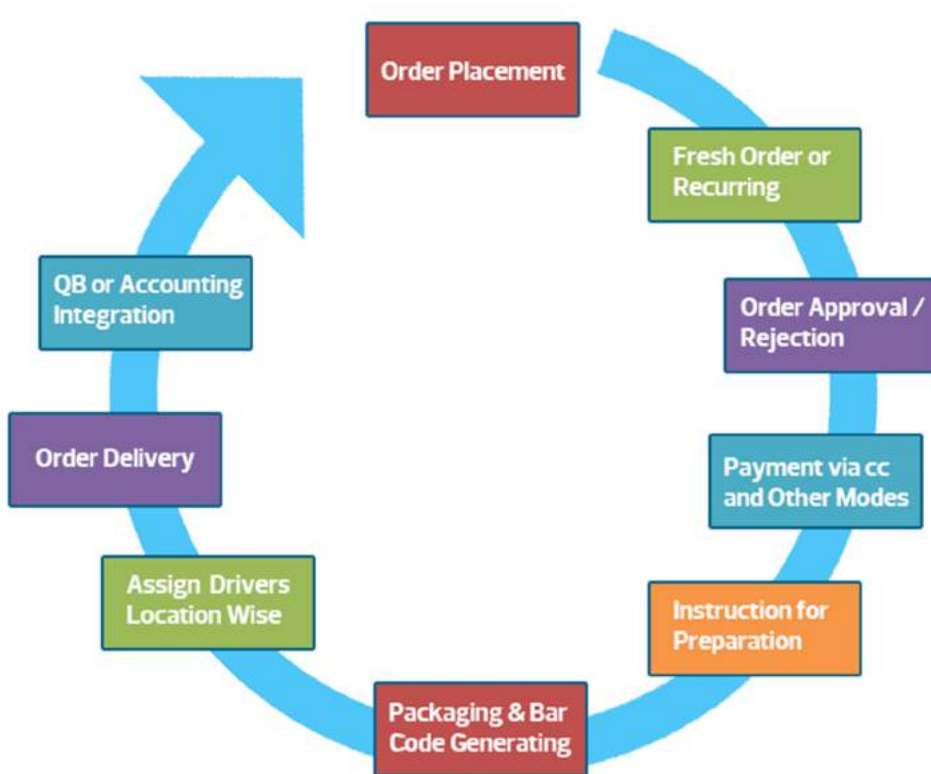 Order Placement
Fresh Order or
Recurring
Order Approval /
Rejection
Payment via cc
and Other Modes
Instruction for
Preparation
Packaging & Bar
Code Generating
Assign Drivers
Location Wise
Order Delivery
QB or Accounting
Integration